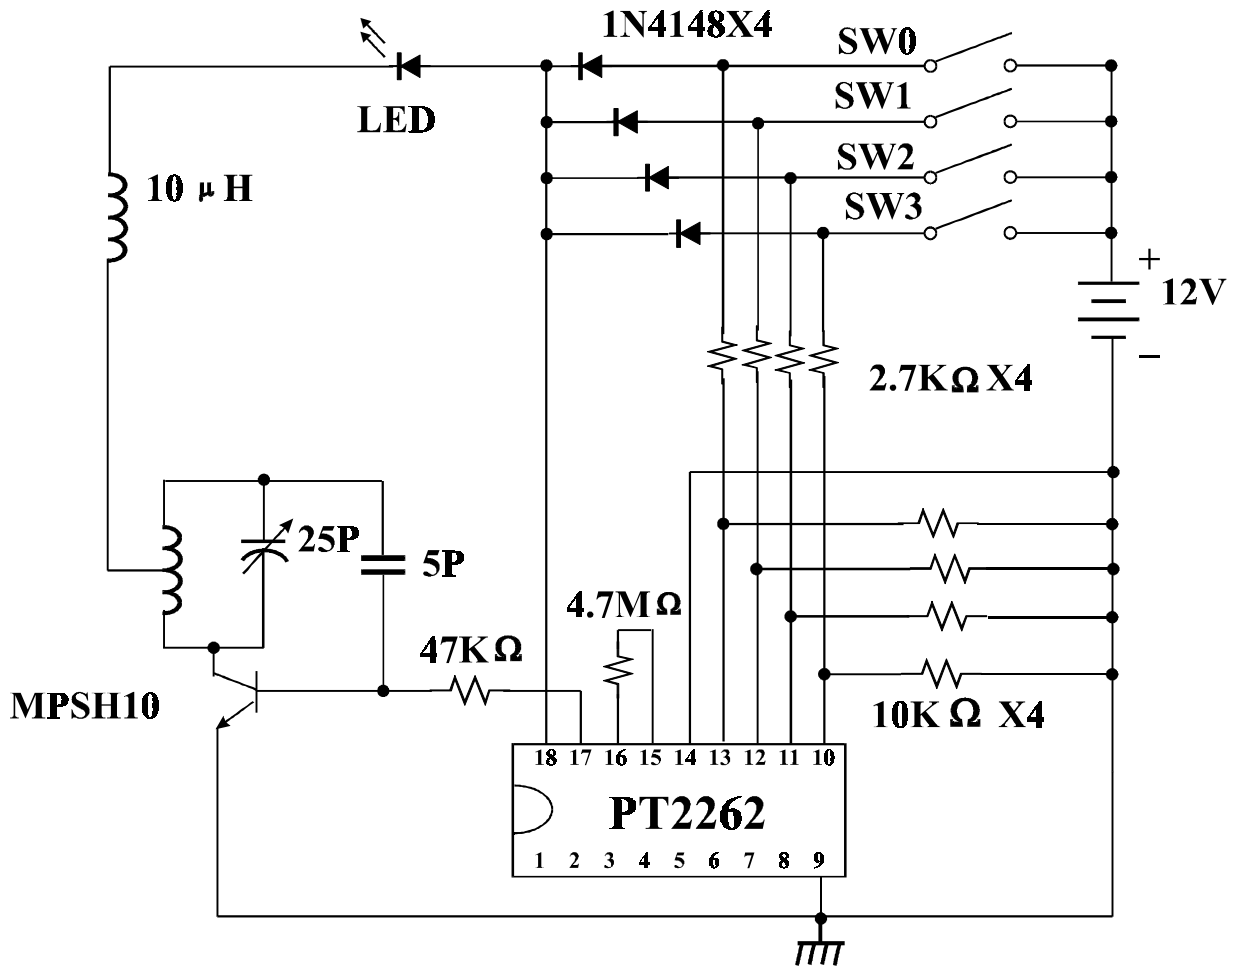 1N4148X4
SW0
LED
SW1
SW2
10 μH
SW3
+
12V
−
2.7KΩ X4
25P
5P
4.7MΩ
47KΩ
MPSH10
10KΩ X4
18 17 16 15 14 13 12 11 10
PT2262
1 2 3 4 5 6 7 8 9